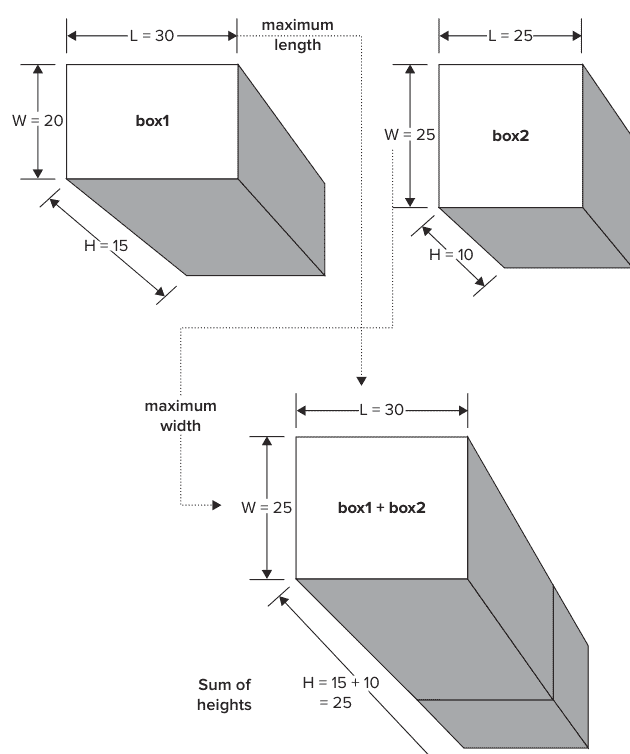 maximum
length
L = 30
L = 25
W = 20
box1
W = 25
box2
H = 15
H = 10
maximum
width
L = 30
W = 25
box1 + box2
Sum of
heights
H = 15 + 10
= 25